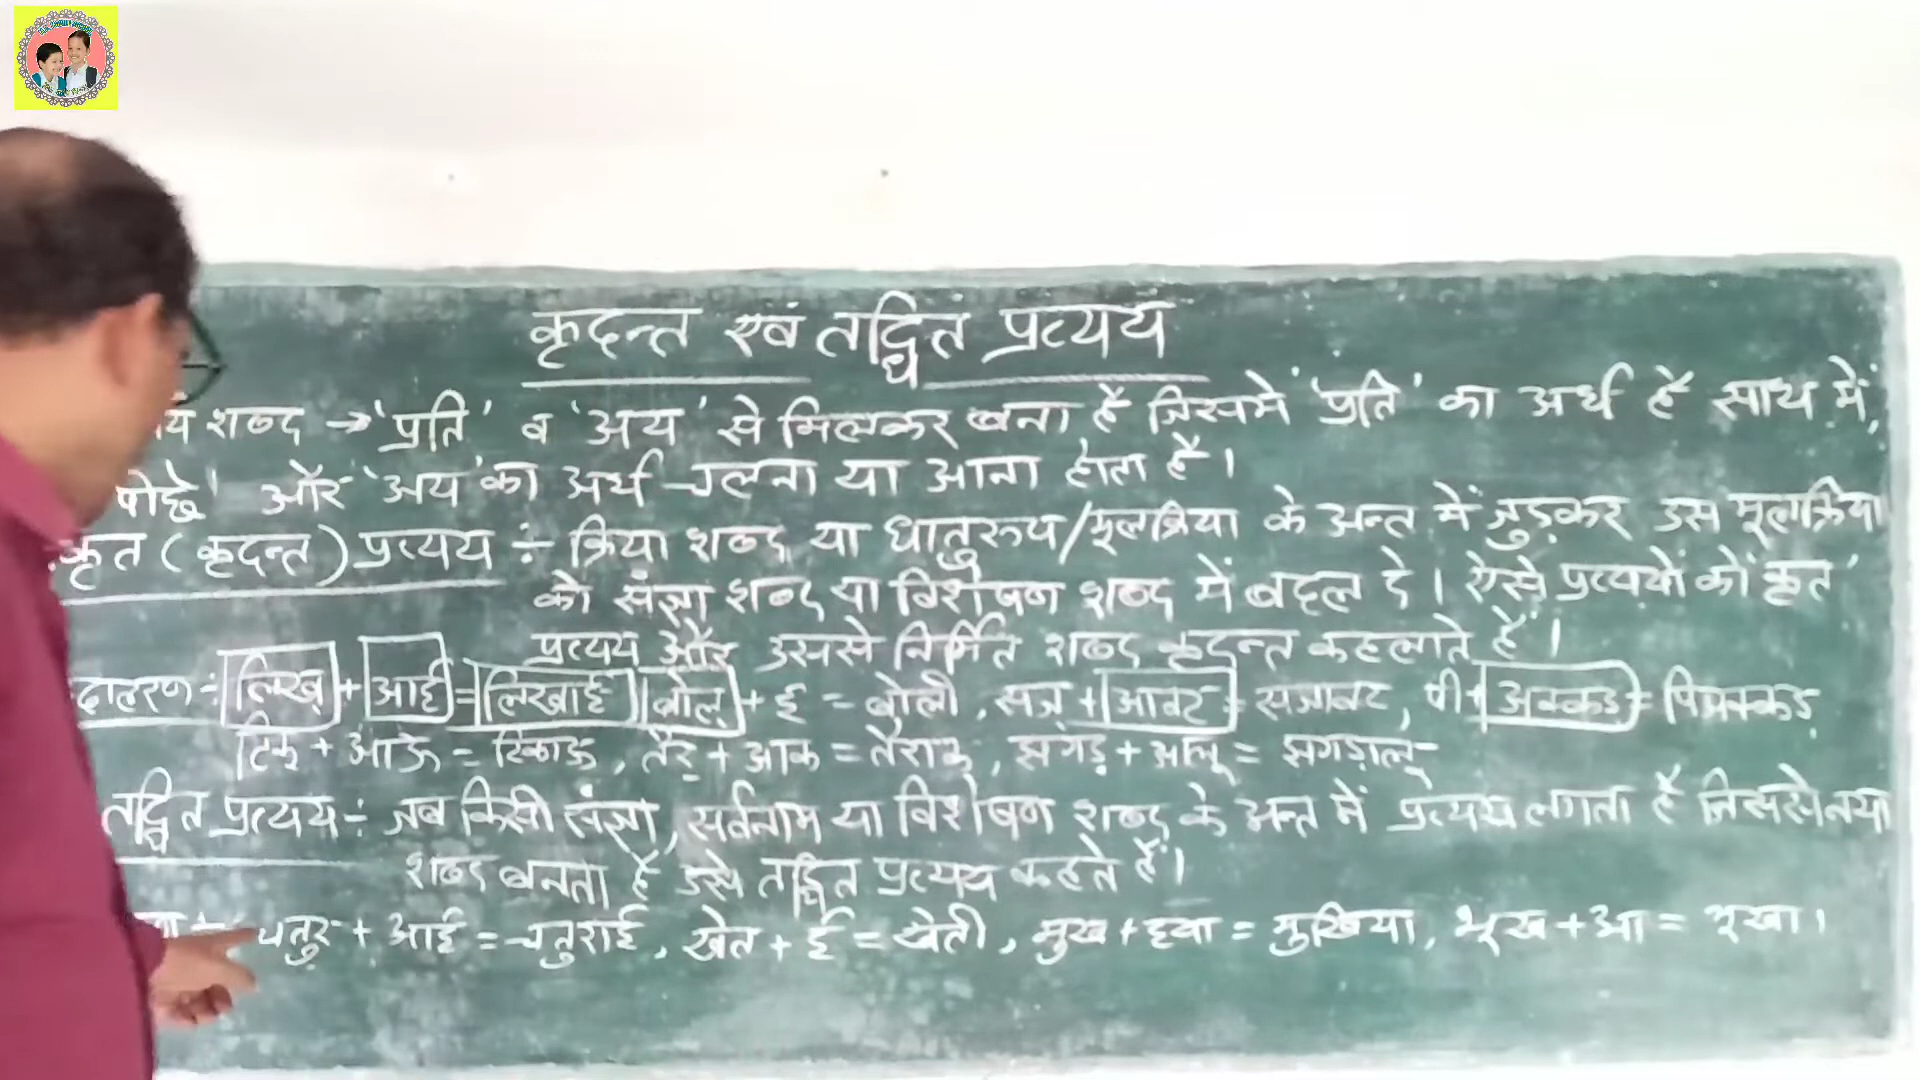 कृदन्त एवं तद्धित प्रत्यय
शब्द → 'प्रति' व 'अय' से मिलकर बना है जिसमें 'प्रति' का अर्थ है साथ में,
पीछे' और 'अय' का अर्थ चलना या आना होता है।
कृत (कृदन्त) प्रत्यय ÷ क्रिया शब्द या धातुरूप/मूलक्रिया के अन्त में जुड़कर उस मूलक्रिया
को संज्ञा शब्द या विशेषण शब्द में बदल दे। ऐसे प्रत्ययों को 'कृत'
प्रत्यय और उससे निर्मित शब्द कृदन्त कहलाते हैं।
लिख् + आई = लिखाई, बोल् + ई = बोली, सज् + आवट = सजावट, पी + अक्कड़ = पियक्कड़
टिक् + आऊ = टिकाऊ, तैर् + आक = तैराक, झगड़् + आलू = झगड़ालू
तद्धित प्रत्यय ÷ जब किसी संज्ञा, सर्वनाम या विशेषण शब्द के अन्त में प्रत्यय लगता है जिससे नया
शब्द बनता है उसे तद्धित प्रत्यय कहते हैं।
चतुर + आई = चतुराई, खेत + ई = खेती, मुख + इया = मुखिया, भूख + आ = भूखा।